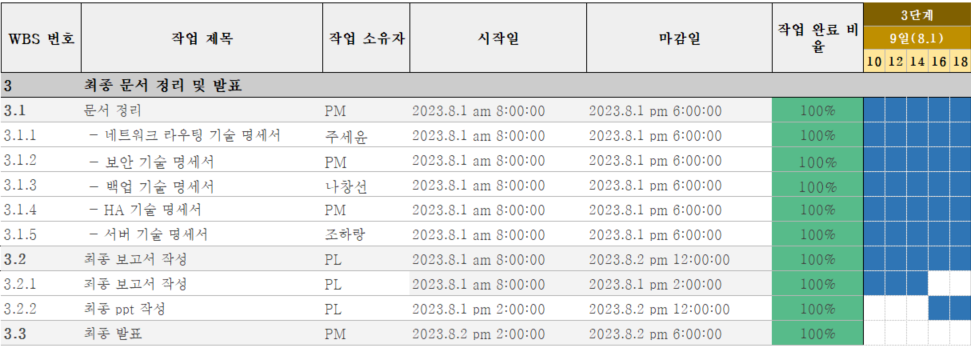 WBS 번호 작업 제목 작업 소유자 시작일 마감일 작업 완료 비율 3단계
9일(8.1)
10 12 14 16 18
3 최종 문서 정리 및 발표
3.1 문서 정리 PM 2023.8.1 am 8:00:00 2023.8.1 pm 6:00:00 100%
3.1.1 - 네트워크 라우팅 기술 명세서 주세윤 2023.8.1 am 8:00:00 2023.8.1 pm 6:00:00 100%
3.1.2 - 보안 기술 명세서 PM 2023.8.1 am 8:00:00 2023.8.1 pm 6:00:00 100%
3.1.3 - 백업 기술 명세서 나창선 2023.8.1 am 8:00:00 2023.8.1 pm 6:00:00 100%
3.1.4 - HA 기술 명세서 PM 2023.8.1 am 8:00:00 2023.8.1 pm 6:00:00 100%
3.1.5 - 서버 기술 명세서 조하랑 2023.8.1 am 8:00:00 2023.8.1 pm 6:00:00 100%
3.2 최종 보고서 작성 PL 2023.8.1 am 8:00:00 2023.8.2 pm 12:00:00 100%
3.2.1 최종 보고서 작성 PL 2023.8.1 am 8:00:00 2023.8.1 pm 2:00:00 100%
3.2.2 최종 ppt 작성 PL 2023.8.1 pm 2:00:00 2023.8.2 pm 12:00:00 100%
3.3 최종 발표 PM 2023.8.2 pm 2:00:00 2023.8.2 pm 6:00:00 100%